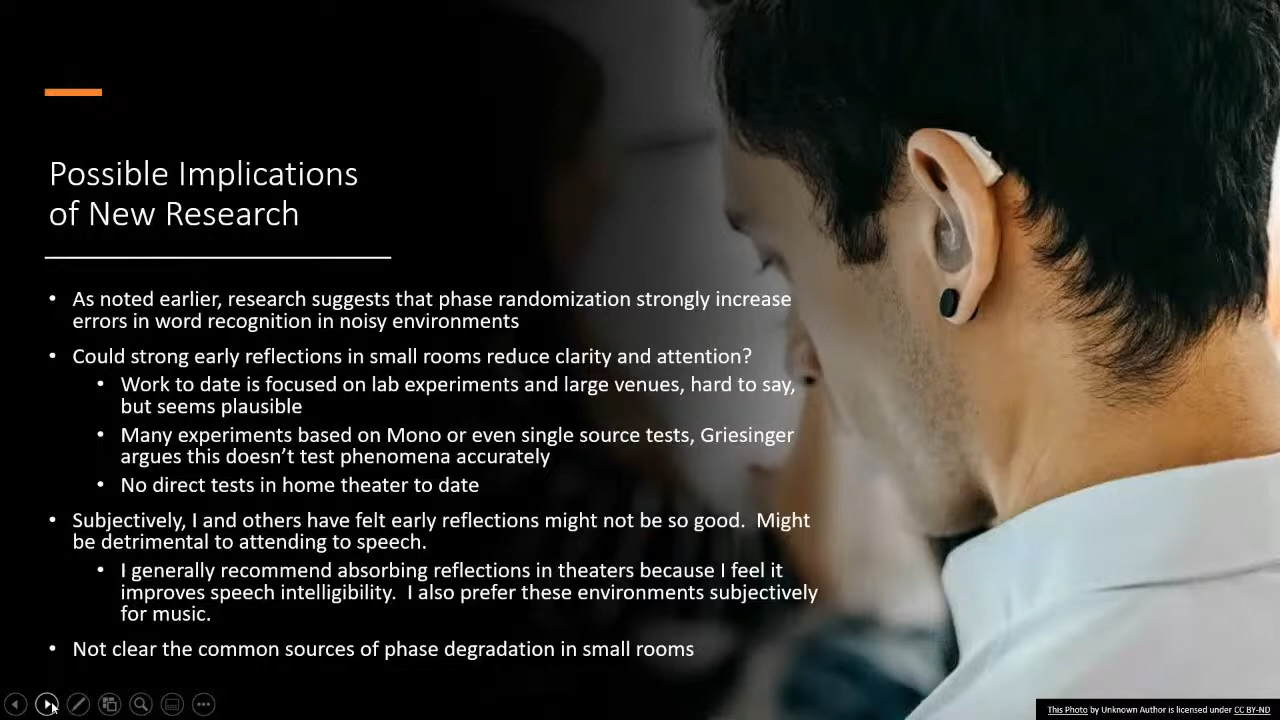 Possible Implications
of New Research
• As noted earlier, research suggests that phase randomization strongly increase
errors in word recognition in noisy environments
• Could strong early reflections in small rooms reduce clarity and attention?
• Work to date is focused on lab experiments and large venues, hard to say,
but seems plausible
• Many experiments based on Mono or even single source tests, Griesinger
argues this doesn't test phenomena accurately
• No direct tests in home theater to date
• Subjectively, I and others have felt early reflections might not be so good.  Might
be detrimental to attending to speech.
• I generally recommend absorbing reflections in theaters because I feel it
improves speech intelligibility.  I also prefer these environments subjectively
for music.
• Not clear the common sources of phase degradation in small rooms
This Photo by Unknown Author is licensed under CC BY-ND